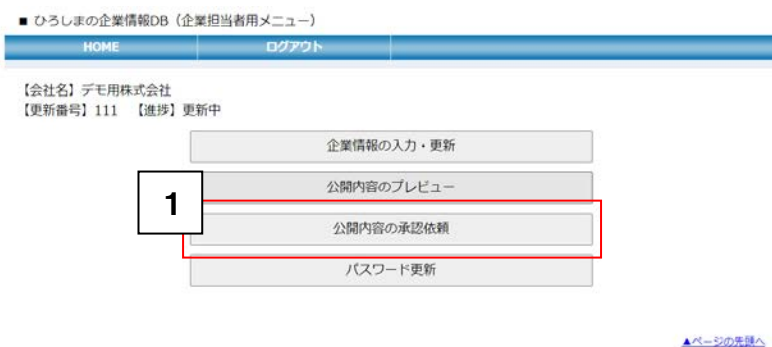 ■ ひろしまの企業情報DB（企業担当者用メニュー）
HOME ログアウト
【会社名】デモ用株式会社
【更新番号】111 【進捗】更新中
企業情報の入力・更新
公開内容のプレビュー
1
公開内容の承認依頼
パスワード更新
▲ページの先頭へ